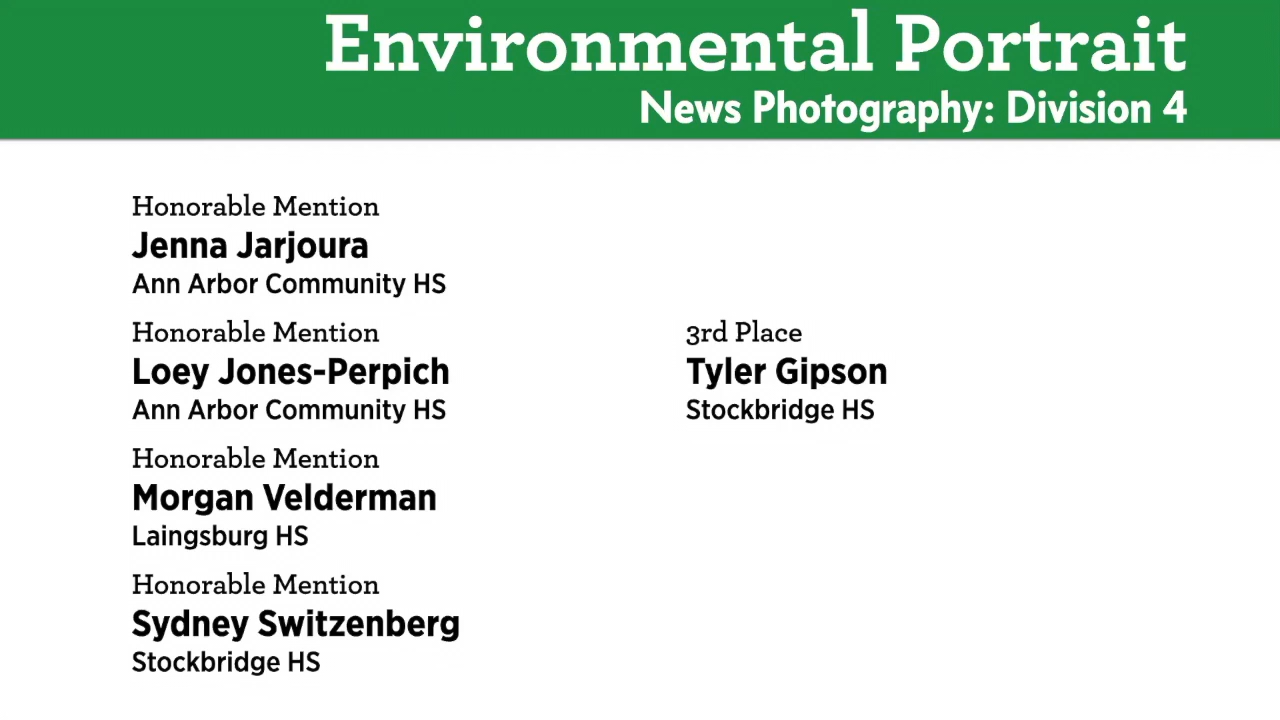 Environmental Portrait
News Photography: Division 4
Honorable Mention
Jenna Jarjoura
Ann Arbor Community HS
Honorable Mention
Loey Jones-Perpich
Ann Arbor Community HS
Honorable Mention
Morgan Velderman
Laingsburg HS
Honorable Mention
Sydney Switzenberg
Stockbridge HS
3rd Place
Tyler Gipson
Stockbridge HS